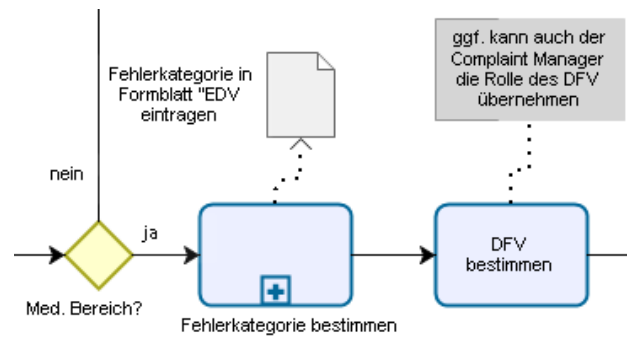 Fehlerkategorie in
Formblatt "EDV
eintragen
ggf. kann auch der
Complaint Manager
die Rolle des DFV
übernehmen
nein
ja
DFV
bestimmen
Med. Bereich?
Fehlerkategorie bestimmen